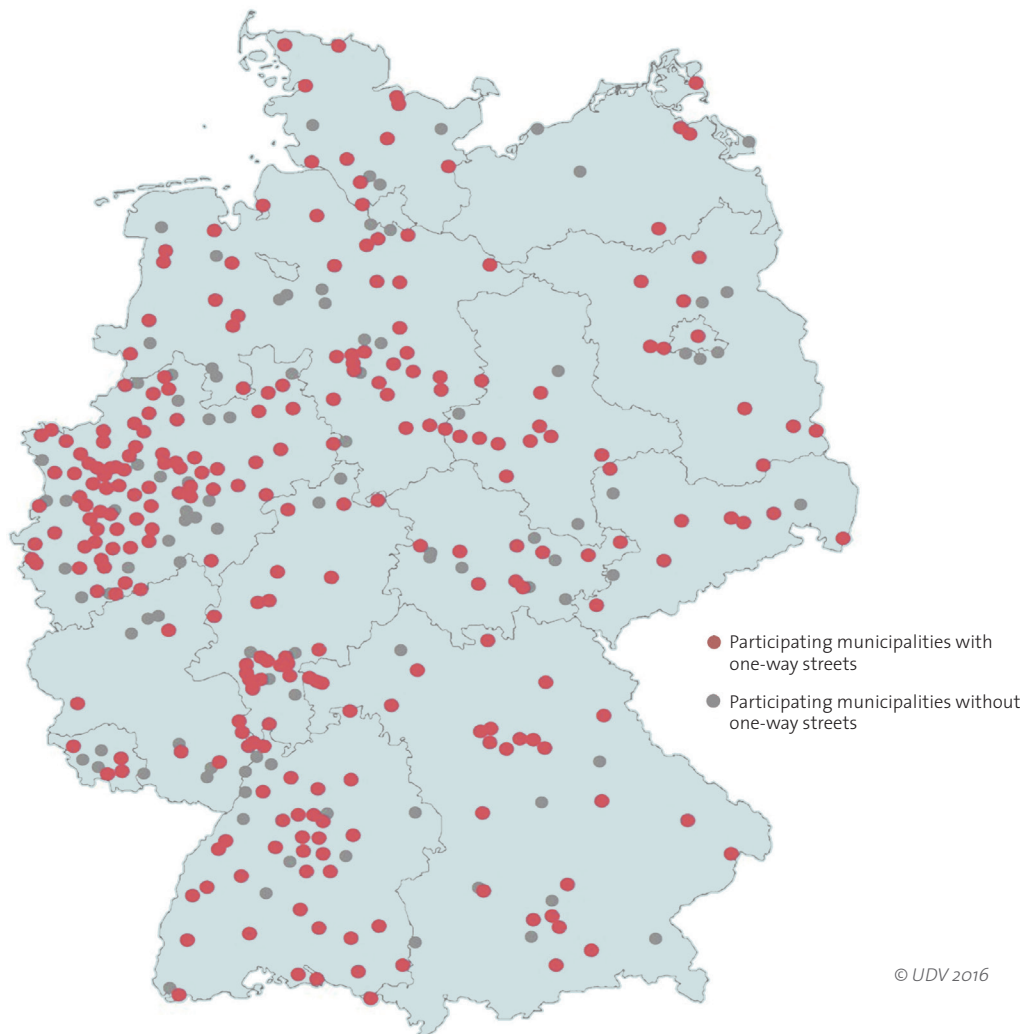 Participating municipalities with
one-way streets
Participating municipalities without
one-way streets
© UDV 2016